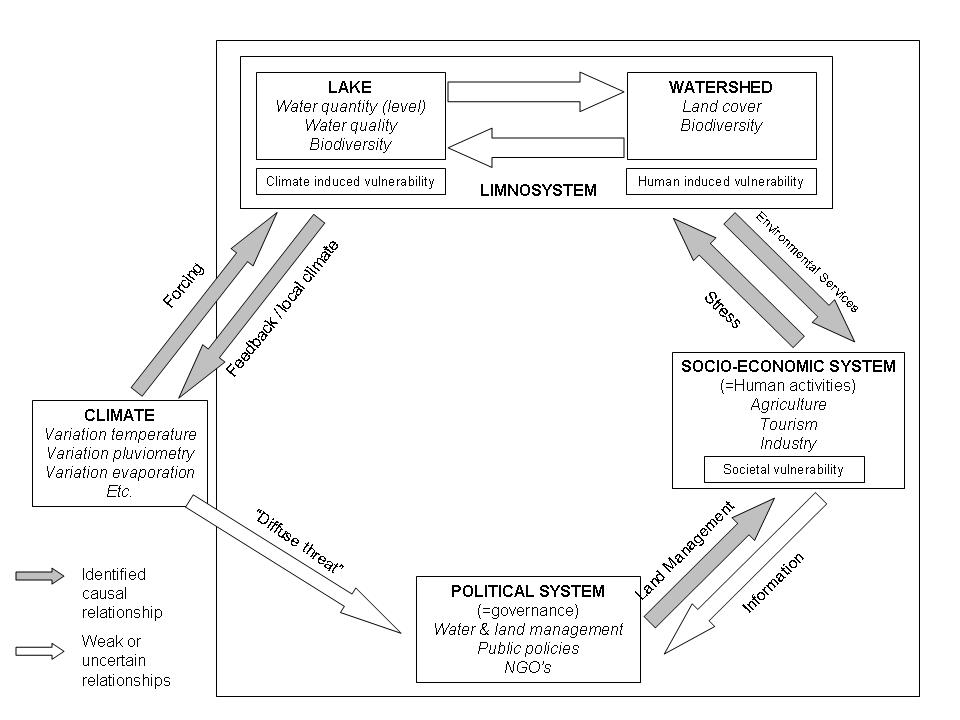 LAKE
Water quantity (level)
Water quality
Biodiversity
WATERSHED
Land cover
Biodiversity
Climate induced vulnerability
LIMNOSYSTEM
Human induced vulnerability
Forcing
Feedback / local climate
Stress
Environmental Services
CLIMATE
Variation temperature
Variation pluviometry
Variation evaporation
Etc.
SOCIO-ECONOMIC SYSTEM
(=Human activities)
Agriculture
Tourism
Industry
Societal vulnerability
"Diffuse threat"
Land Management
Information
POLITICAL SYSTEM
(=governance)
Water & land management
Public policies
NGO's
Identified
causal
relationship
Weak or
uncertain
relationships